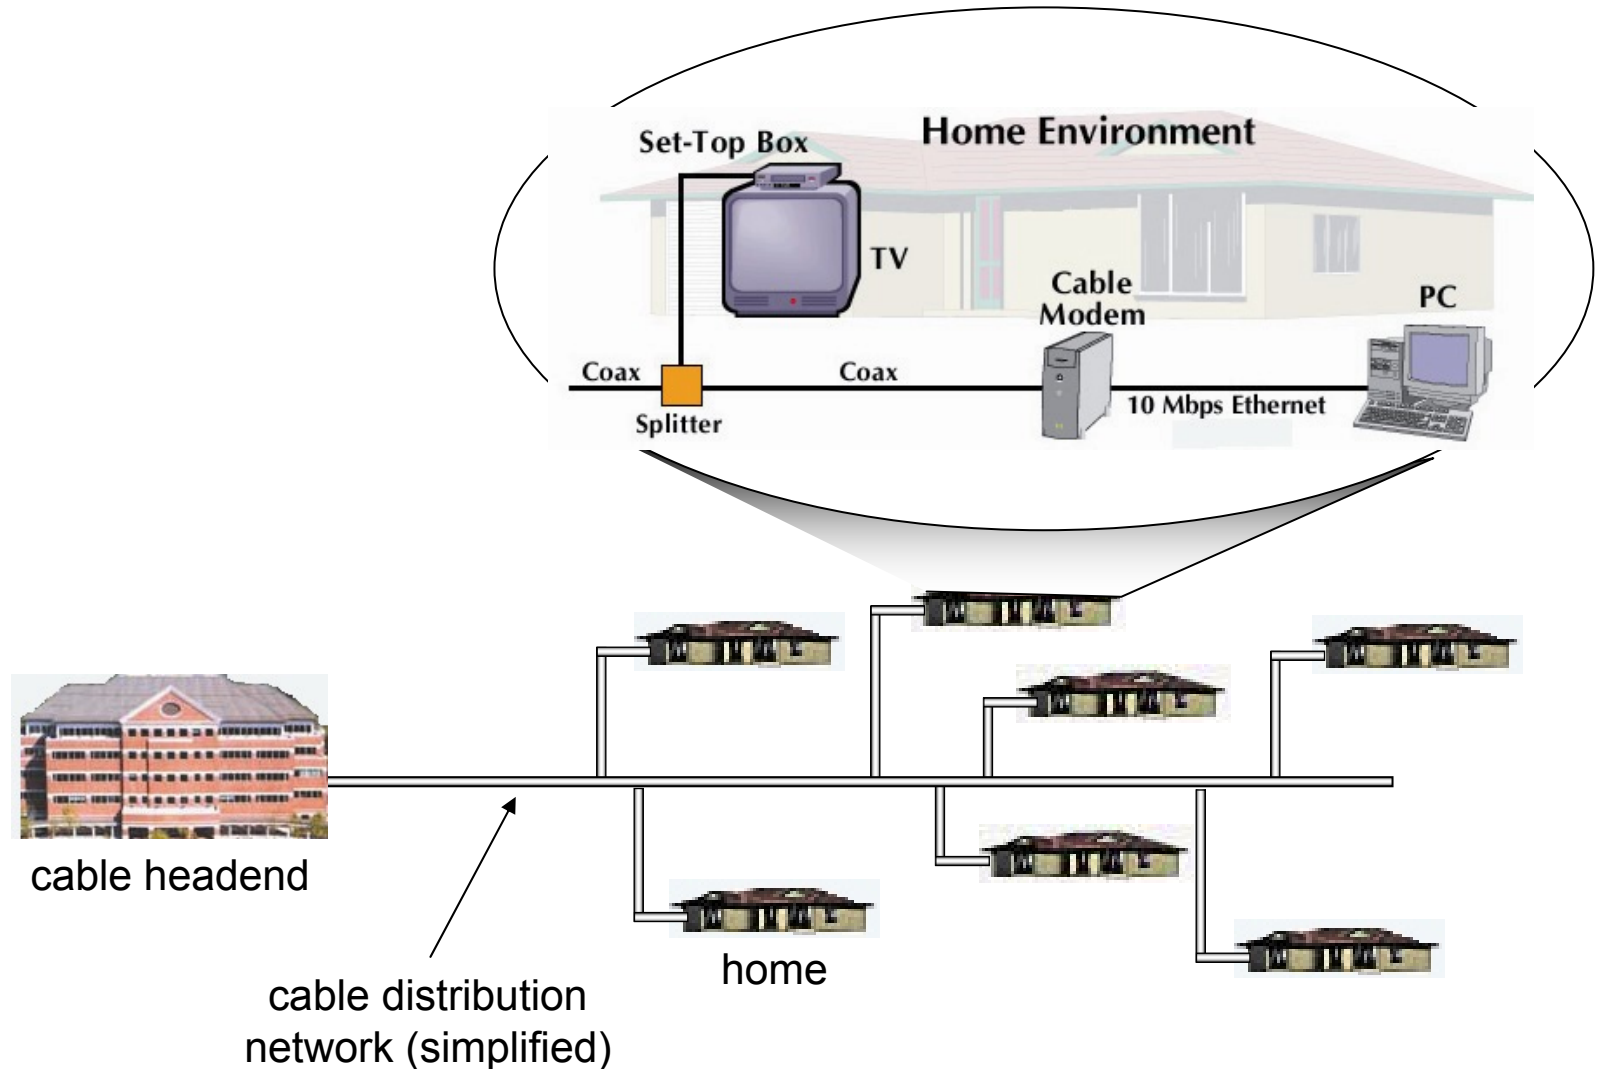 Home Environment
Set-Top Box
TV
Cable
Modem
PC
Coax
Coax
10 Mbps Ethernet
Splitter
cable headend
home
cable distribution
network (simplified)